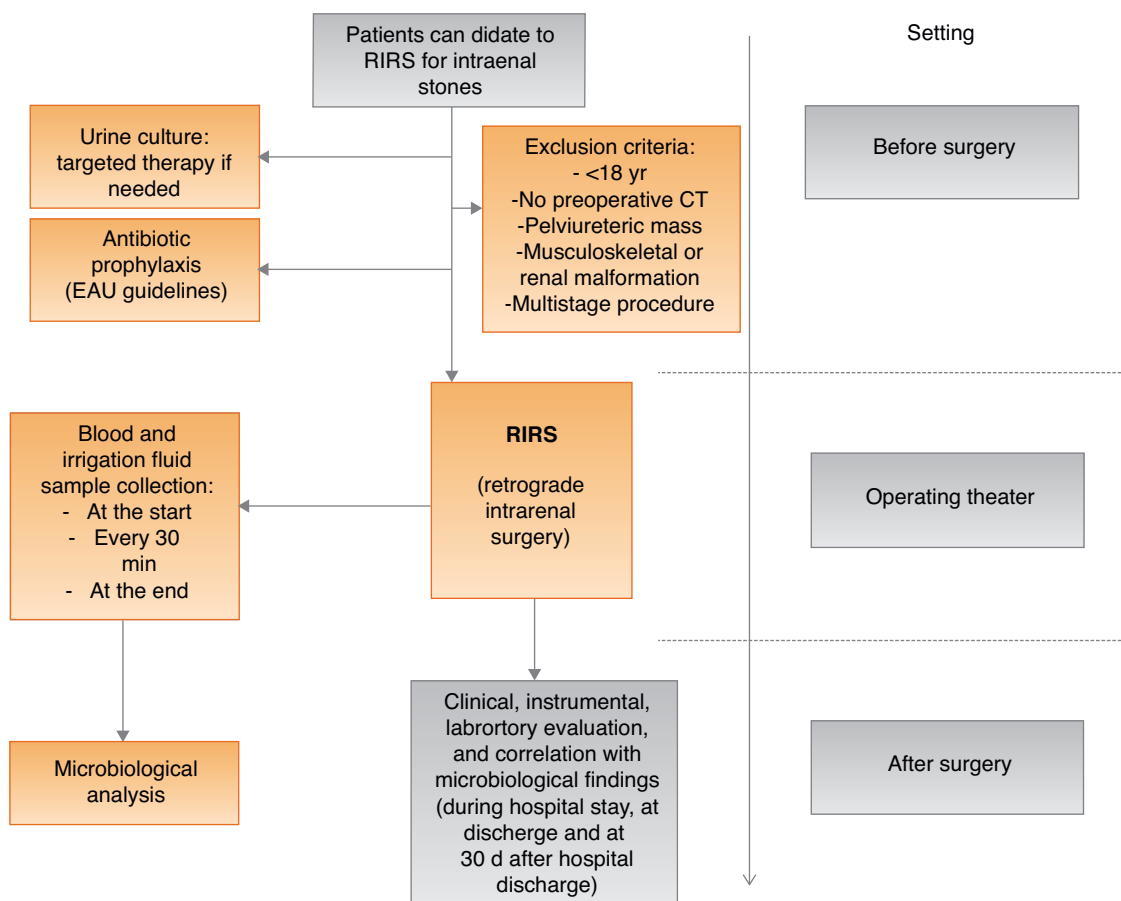 Patients can didate to
RIRS for intraenal
stones
Setting
Urine culture:
targeted therapy if
needed
Exclusion criteria:
- <18 yr
-No preoperative CT
-Pelviureteric mass
-Musculoskeletal or
renal malformation
-Multistage procedure
Before surgery
Antibiotic
prophylaxis
(EAU guidelines)
Blood and
irrigation fluid
sample collection:
- At the start
- Every 30
min
- At the end
RIRS
(retrograde
intrarenal
surgery)
Operating theater
Microbiological
analysis
Clinical, instrumental,
labrortory evaluation,
and correlation with
microbiological findings
(during hospital stay, at
discharge and at
30 d after hospital
discharge)
After surgery